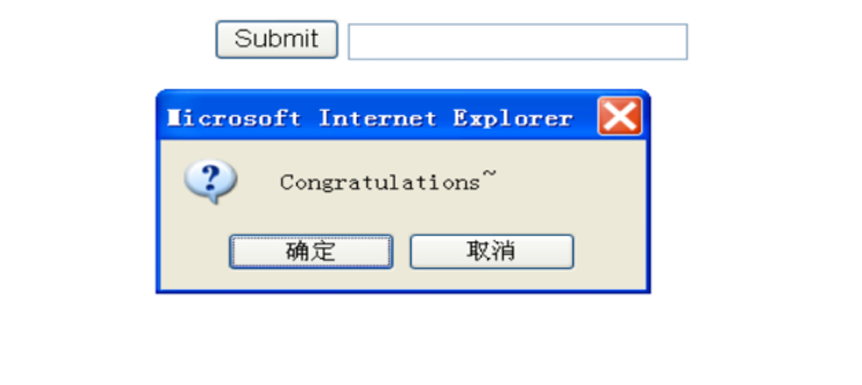 Submit
Microsoft Internet Explorer
?
Congratulations~
确定 取消